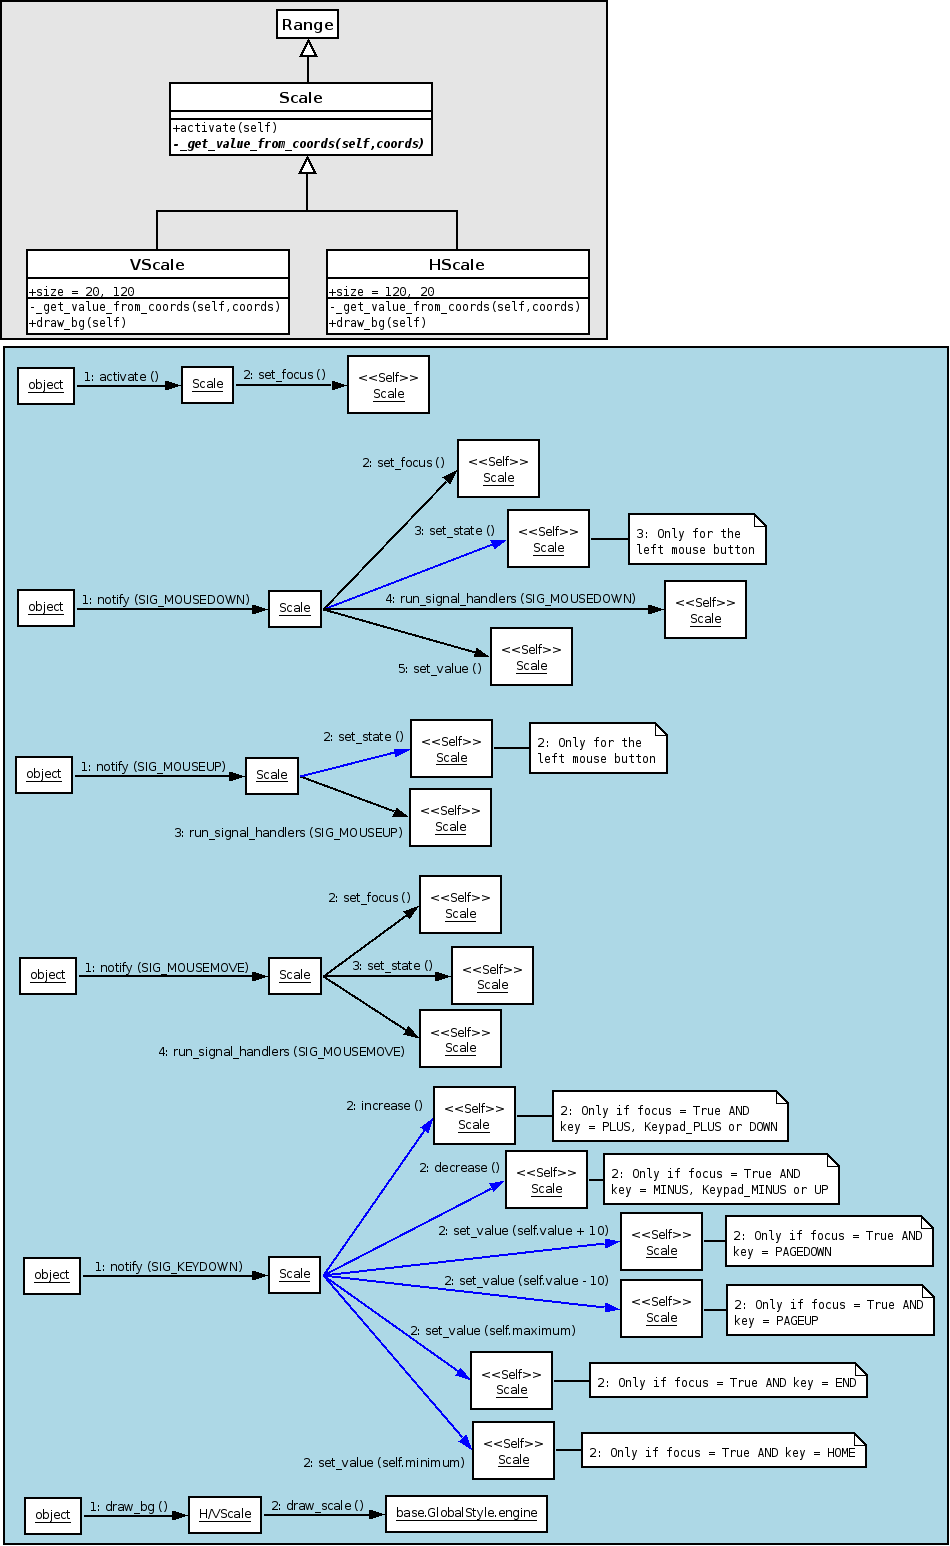 Range
Scale
+activate(self)
-_get_value_from_coords(self,coords)
VScale
+size = 20, 120
-_get_value_from_coords(self,coords)
+draw_bg(self)
HScale
+size = 120, 20
-_get_value_from_coords(self,coords)
+draw_bg(self)
object
1: activate ()
Scale
2: set_focus ()
<<Self>>
Scale
2: set_focus ()
<<Self>>
Scale
3: set_state ()
<<Self>>
Scale
3: Only for the
left mouse button
object
1: notify (SIG_MOUSEDOWN)
Scale
4: run_signal_handlers (SIG_MOUSEDOWN)
<<Self>>
Scale
5: set_value ()
<<Self>>
Scale
2: set_state ()
<<Self>>
Scale
2: Only for the
left mouse button
object
1: notify (SIG_MOUSEUP)
Scale
3: run_signal_handlers (SIG_MOUSEUP)
<<Self>>
Scale
2: set_focus ()
<<Self>>
Scale
object
1: notify (SIG_MOUSEMOVE)
Scale
3: set_state ()
<<Self>>
Scale
4: run_signal_handlers (SIG_MOUSEMOVE)
<<Self>>
Scale
2: increase ()
<<Self>>
Scale
2: Only if focus = True AND
key = PLUS, Keypad_PLUS or DOWN
2: decrease ()
<<Self>>
Scale
2: Only if focus = True AND
key = MINUS, Keypad_MINUS or UP
2: set_value (self.value + 10)
<<Self>>
Scale
2: Only if focus = True AND
key = PAGEDOWN
object
1: notify (SIG_KEYDOWN)
Scale
2: set_value (self.value - 10)
<<Self>>
Scale
2: Only if focus = True AND
key = PAGEUP
2: set_value (self.maximum)
<<Self>>
Scale
2: Only if focus = True AND key = END
2: set_value (self.minimum)
<<Self>>
Scale
2: Only if focus = True AND key = HOME
object
1: draw_bg ()
H/VScale
2: draw_scale ()
base.GlobalStyle.engine